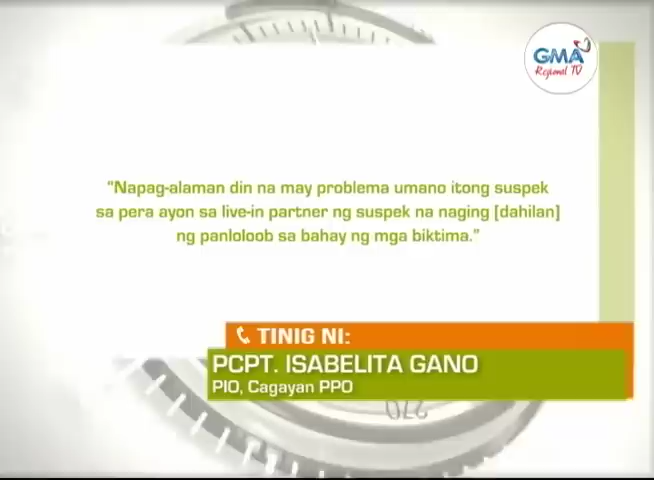 GMA
Regional TV
"Napag-alaman din na may problema umano itong suspek
sa pera ayon sa live-in partner ng suspek na naging [dahilan]
ng panloloob sa bahay ng mga biktima."
TINIG NI:
PCPT. ISABELITA GANO
PIO, Cagayan PPO
270